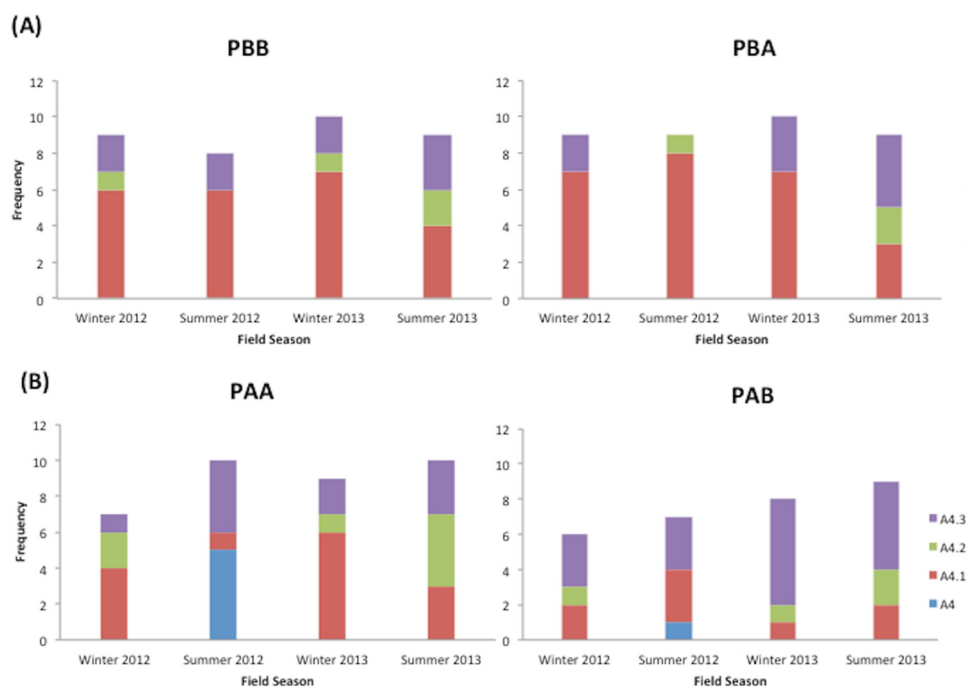 (A)
PBB
PBA
12
10
8
6
4
2
0
Frequency
Winter 2012 Summer 2012 Winter 2013 Summer 2013
Field Season
12
10
8
6
4
2
0
Winter 2012 Summer 2012 Winter 2013 Summer 2013
Field Season
(B)
PAA
PAB
12
10
8
6
4
2
0
Frequency
Winter 2012 Summer 2012 Winter 2013 Summer 2013
Field Season
12
10
8
6
4
2
0
Winter 2012 Summer 2012 Winter 2013 Summer 2013
Field Season
A4.3
A4.2
A4.1
A4